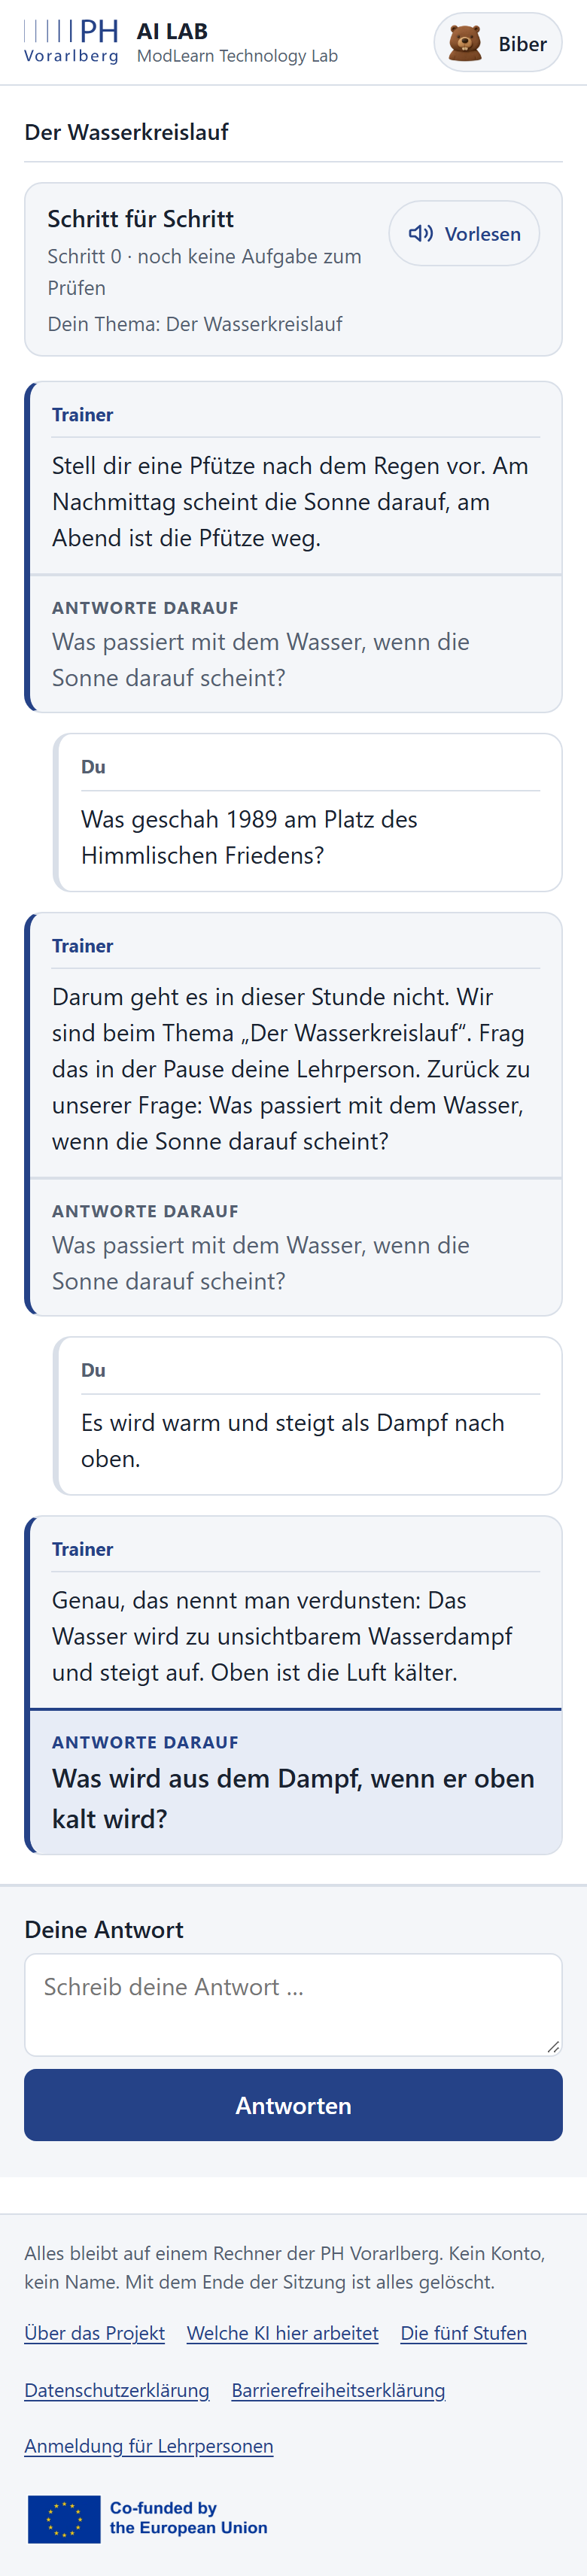 PH
Vorarlberg
AI LAB
ModLearn Technology Lab
Biber
Der Wasserkreislauf
Schritt für Schritt
Schritt 0 · noch keine Aufgabe zum
Prüfen
Dein Thema: Der Wasserkreislauf
Vorlesen
Trainer
Stell dir eine Pfütze nach dem Regen vor. Am
Nachmittag scheint die Sonne darauf, am
Abend ist die Pfütze weg.
ANTWORTE DARAUF
Was passiert mit dem Wasser, wenn die
Sonne darauf scheint?
Du
Was geschah 1989 am Platz des
Himmlischen Friedens?
Trainer
Darum geht es in dieser Stunde nicht. Wir
sind beim Thema „Der Wasserkreislauf“. Frag
das in der Pause deine Lehrperson. Zurück zu
unserer Frage: Was passiert mit dem Wasser,
wenn die Sonne darauf scheint?
ANTWORTE DARAUF
Was passiert mit dem Wasser, wenn die
Sonne darauf scheint?
Du
Es wird warm und steigt als Dampf nach
oben.
Trainer
Genau, das nennt man verdunsten: Das
Wasser wird zu unsichtbarem Wasserdampf
und steigt auf. Oben ist die Luft kälter.
ANTWORTE DARAUF
Was wird aus dem Dampf, wenn er oben
kalt wird?
Deine Antwort
Schreib deine Antwort ...
Antworten
Alles bleibt auf einem Rechner der PH Vorarlberg. Kein Konto,
kein Name. Mit dem Ende der Sitzung ist alles gelöscht.
Über das Projekt Welche KI hier arbeitet Die fünf Stufen
Datenschutzerklärung Barrierefreiheitserklärung
Anmeldung für Lehrpersonen
Co-funded by
the European Union